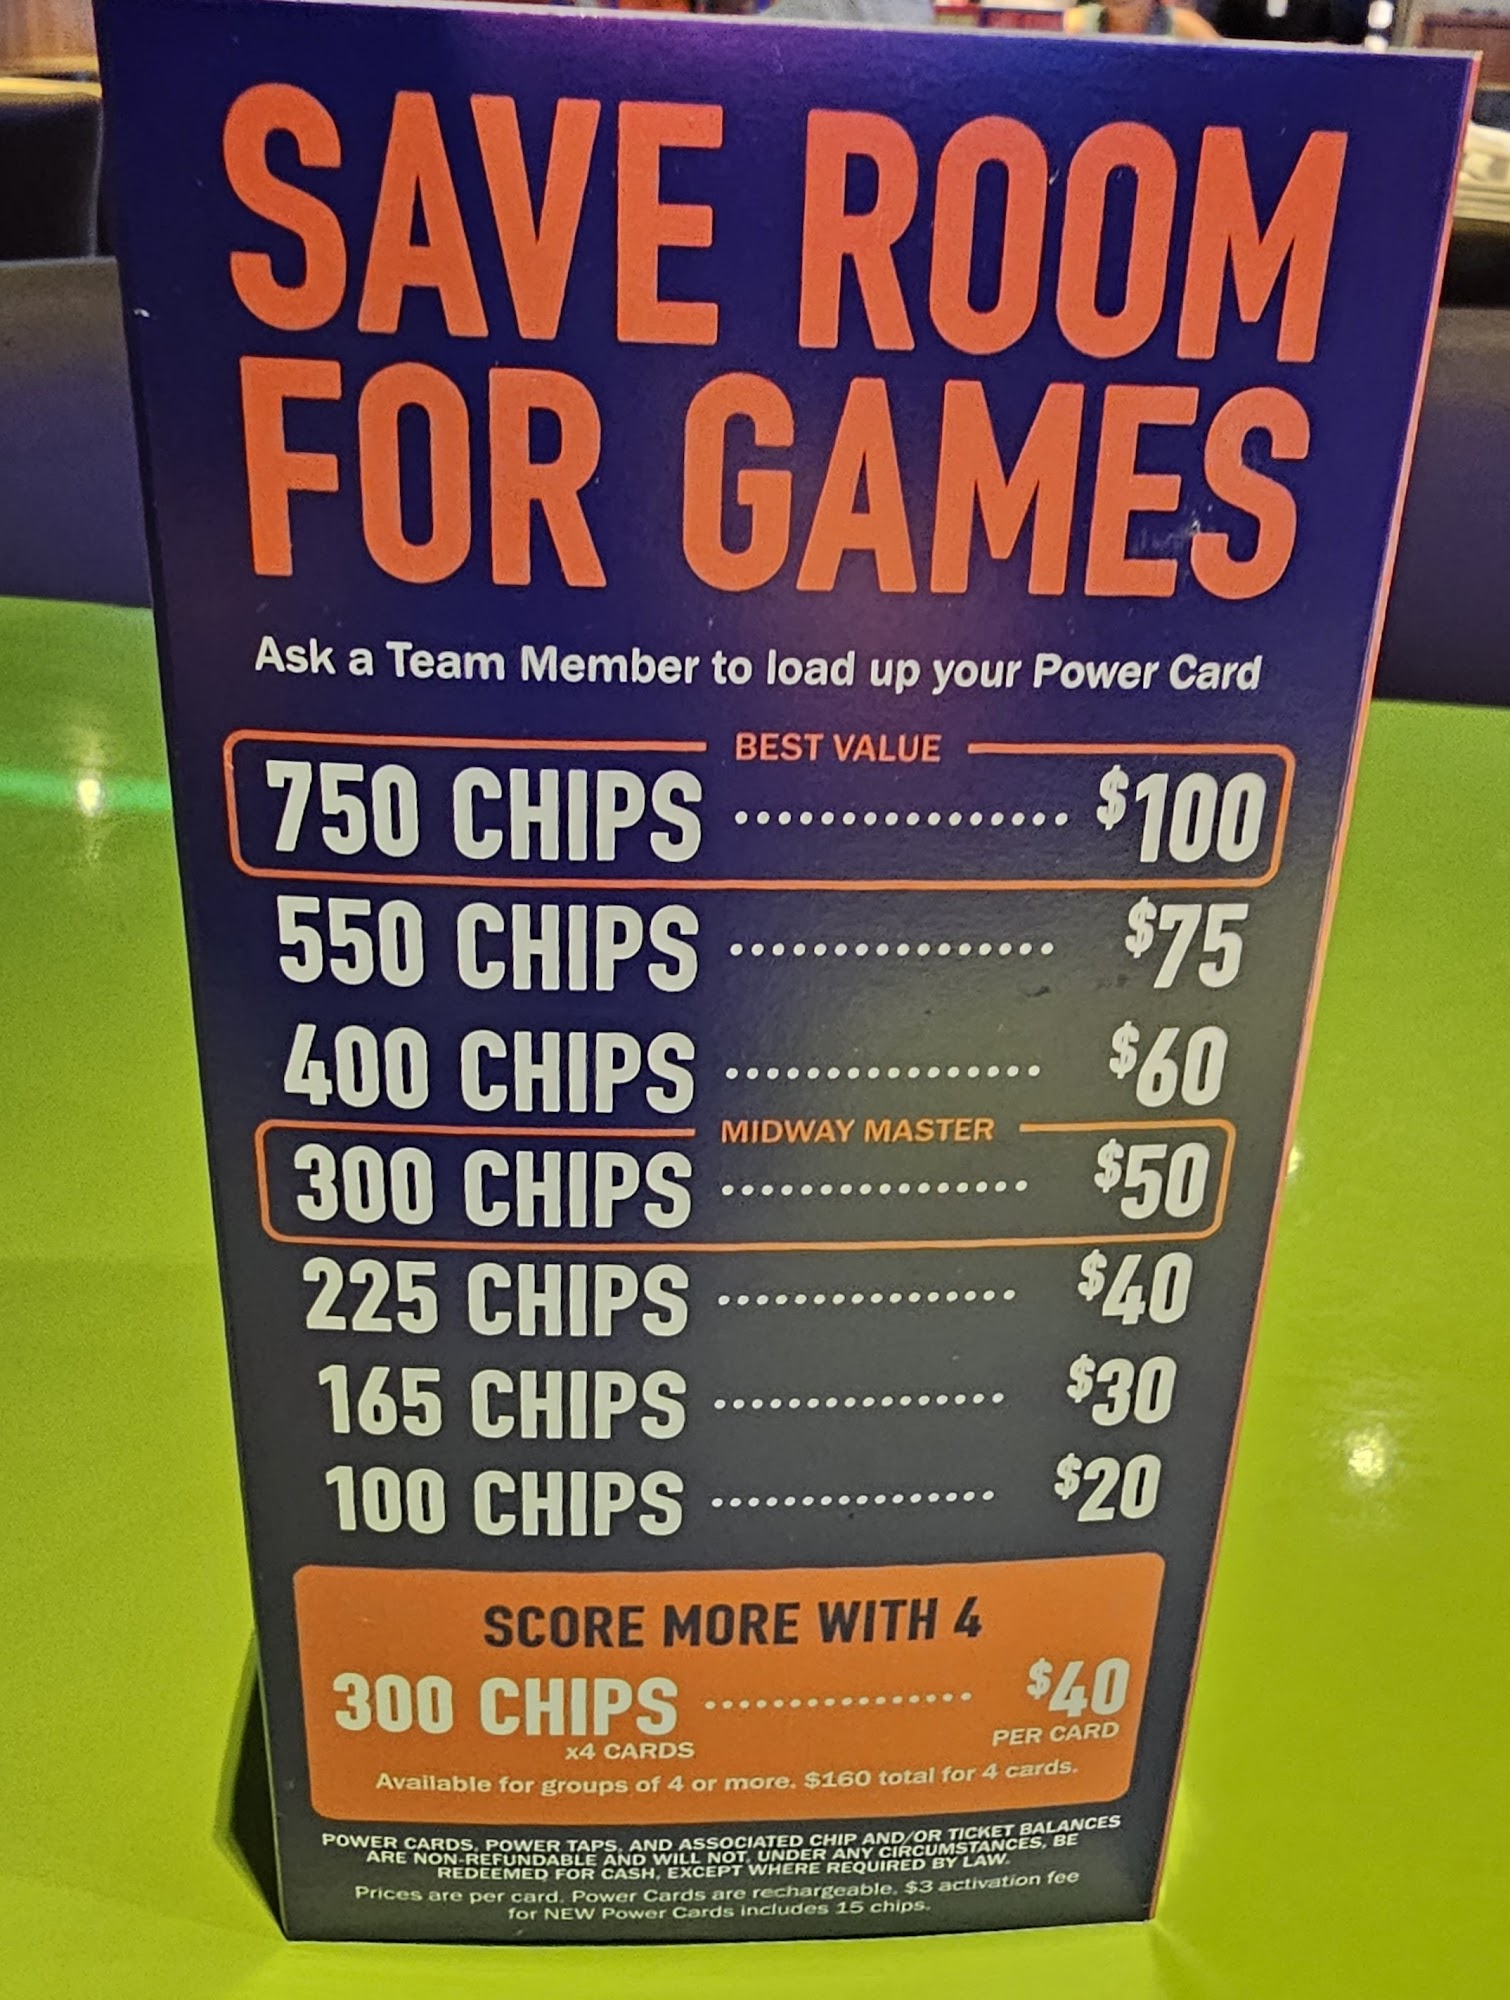 SAVE ROOM
FOR GAMES
Ask a Team Member to load up your Power Card
BEST VALUE
750 CHIPS ................ $100
550 CHIPS ................ $75
400 CHIPS ................ $60
MIDWAY MASTER
300 CHIPS ................ $50
225 CHIPS ................ $40
165 CHIPS ................ $30
100 CHIPS ................ $20
SCORE MORE WITH 4
300 CHIPS ................ $40
x4 CARDS PER CARD
Available for groups of 4 or more. $160 total for 4 cards.
POWER CARDS, POWER TAPS, AND ASSOCIATED CHIP AND/OR TICKET BALANCES
ARE NON-REFUNDABLE AND WILL NOT, UNDER ANY CIRCUMSTANCES, BE
REDEEMED FOR CASH, EXCEPT WHERE REQUIRED BY LAW.
Prices are per card. Power Cards are rechargeable. $3 activation fee
for NEW Power Cards includes 15 chips.